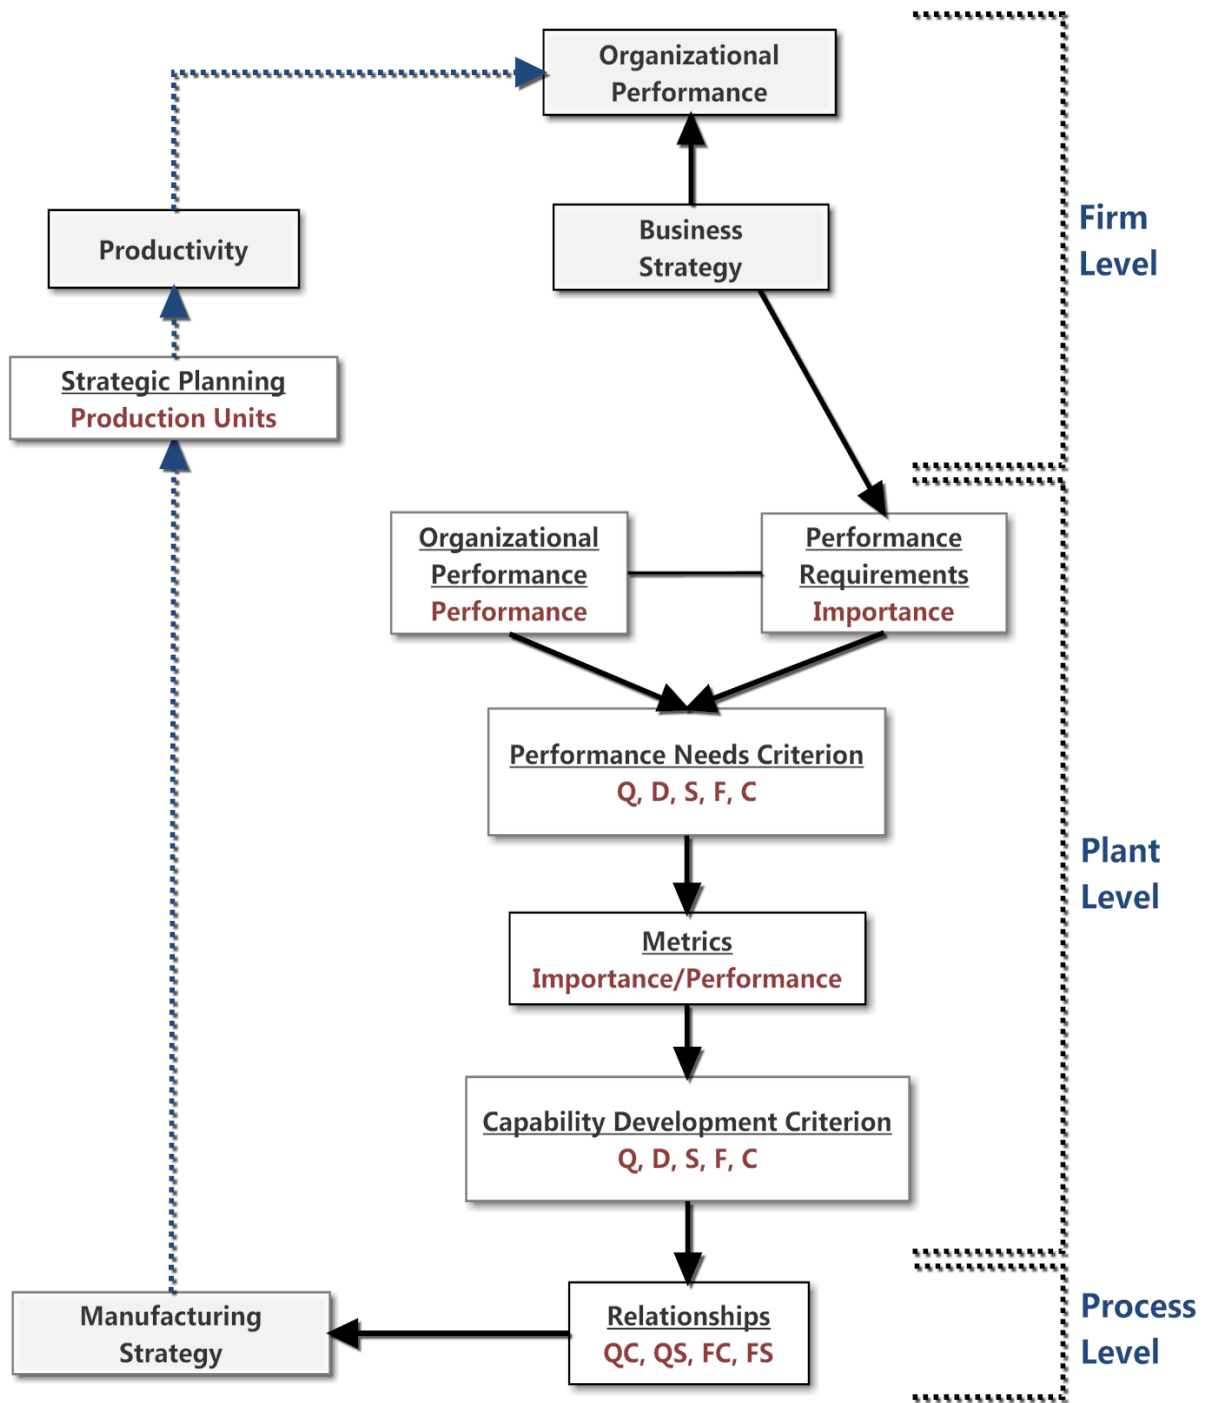 Organizational
Performance
Productivity
Business
Strategy
Firm
Level
Strategic Planning
Production Units
Organizational
Performance
Performance
Performance
Requirements
Importance
Performance Needs Criterion
Q, D, S, F, C
Plant
Level
Metrics
Importance/Performance
Capability Development Criterion
Q, D, S, F, C
Manufacturing
Strategy
Relationships
QC, QS, FC, FS
Process
Level